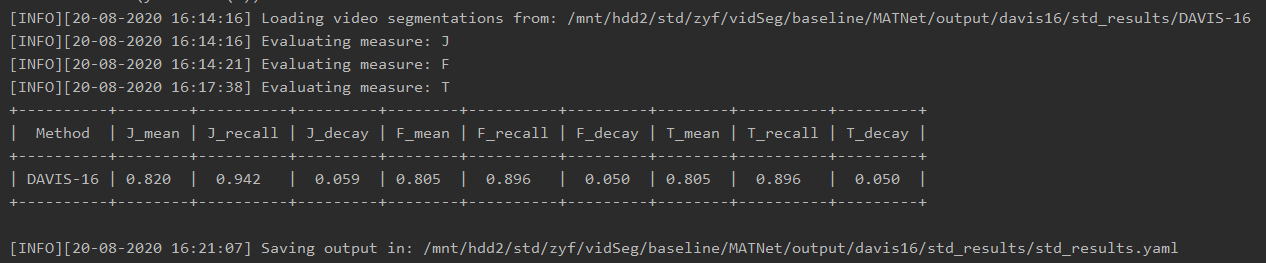 [INFO][20-08-2020 16:14:16] Loading video segmentations from: /mnt/hdd2/std/zyf/vidSeg/baseline/MATNet/output/davis16/std_results/DAVIS-16
[INFO][20-08-2020 16:14:16] Evaluating measure: J
[INFO][20-08-2020 16:14:21] Evaluating measure: F
[INFO][20-08-2020 16:17:38] Evaluating measure: T
+----------+--------+----------+---------+--------+----------+---------+--------+----------+---------+
|  Method  | J_mean | J_recall | J_decay | F_mean | F_recall | F_decay | T_mean | T_recall | T_decay |
+----------+--------+----------+---------+--------+----------+---------+--------+----------+---------+
| DAVIS-16 | 0.820  |  0.942   |  0.059  | 0.805  |  0.896   |  0.050  | 0.805  |  0.896   |  0.050  |
+----------+--------+----------+---------+--------+----------+---------+--------+----------+---------+
[INFO][20-08-2020 16:21:07] Saving output in: /mnt/hdd2/std/zyf/vidSeg/baseline/MATNet/output/davis16/std_results/std_results.yaml